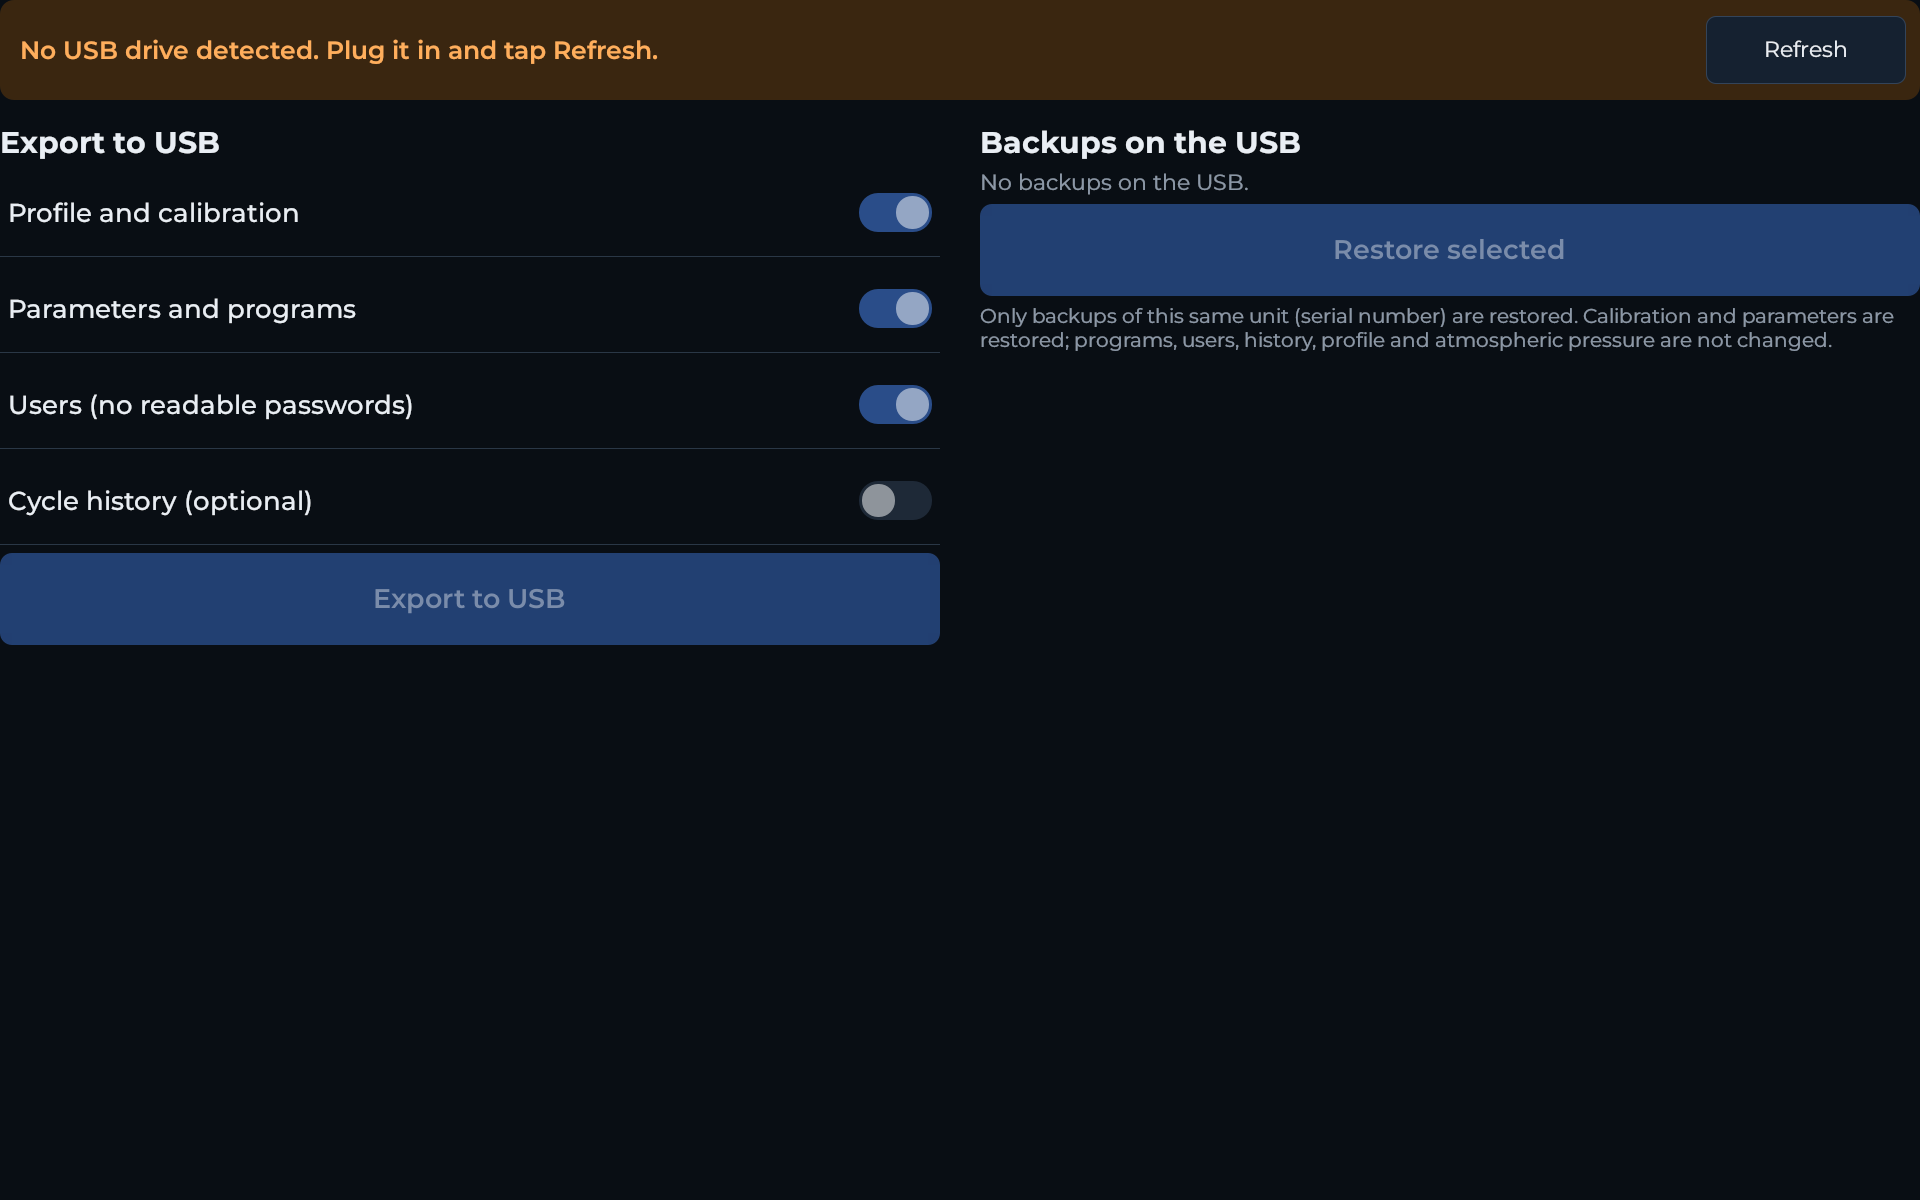 No USB drive detected. Plug it in and tap Refresh.
Refresh
Export to USB
Profile and calibration
Parameters and programs
Users (no readable passwords)
Cycle history (optional)
Export to USB
Backups on the USB
No backups on the USB.
Restore selected
Only backups of this same unit (serial number) are restored. Calibration and parameters are
restored; programs, users, history, profile and atmospheric pressure are not changed.